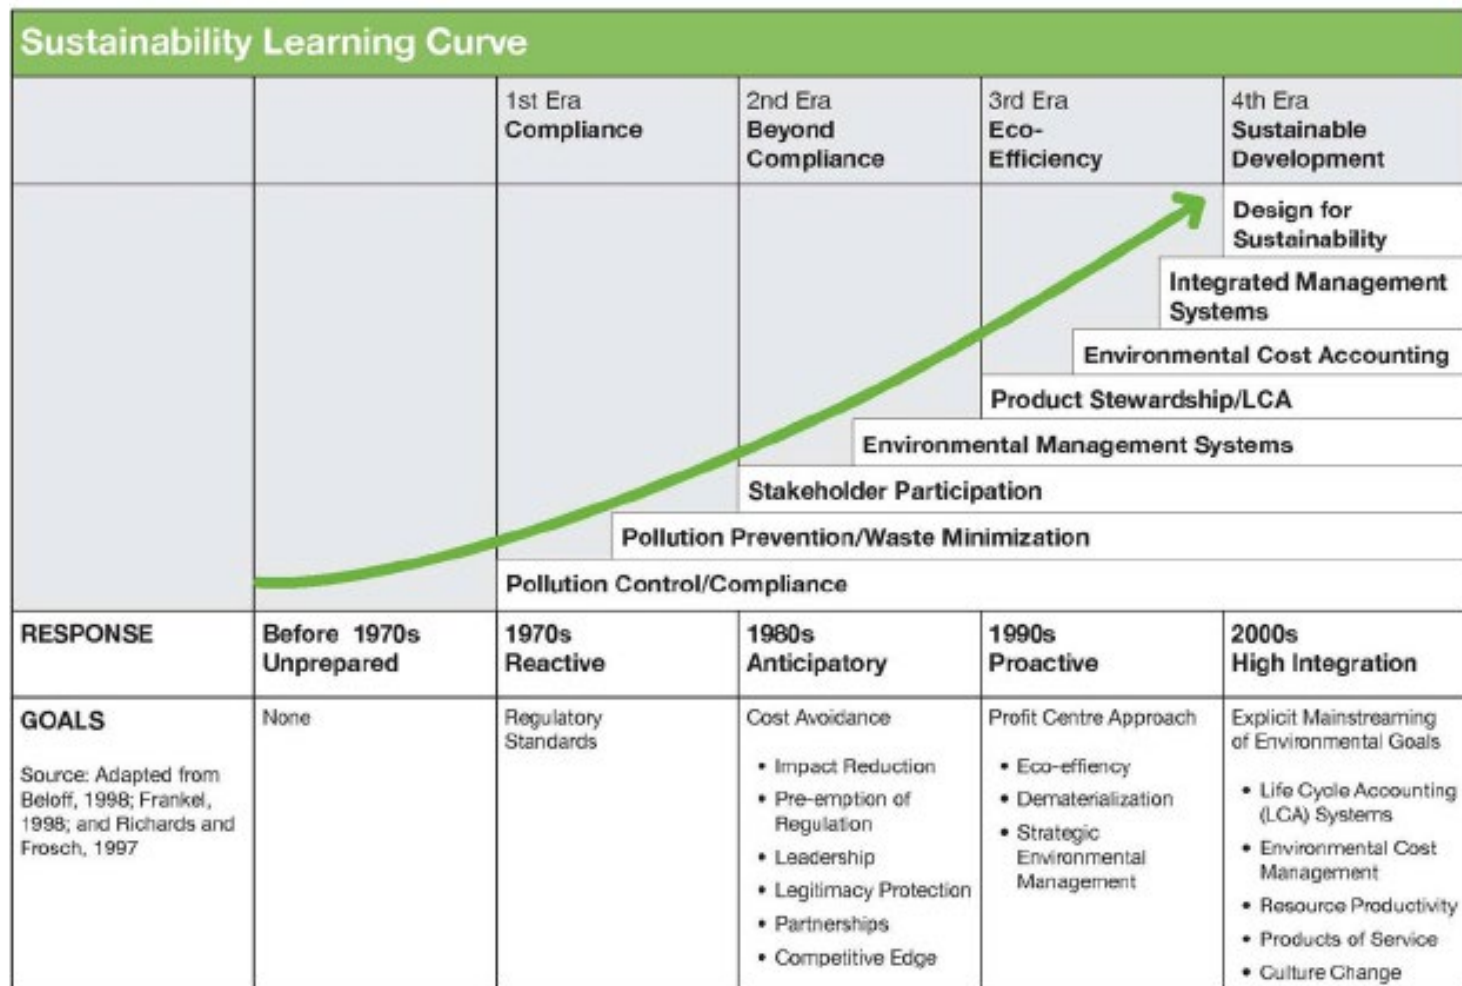 Sustainability Learning Curve
1st Era
Compliance
2nd Era
Beyond
Compliance
3rd Era
Eco-
Efficiency
4th Era
Sustainable
Development
Design for
Sustainability
Integrated Management
Systems
Environmental Cost Accounting
Product Stewardship/LCA
Environmental Management Systems
Stakeholder Participation
Pollution Prevention/Waste Minimization
Pollution Control/Compliance
RESPONSE
Before 1970s
Unprepared
1970s
Reactive
1980s
Anticipatory
1990s
Proactive
2000s
High Integration
GOALS
Source: Adapted from
Beloff, 1998; Frankel,
1998; and Richards and
Frosch, 1997
None
Regulatory
Standards
Cost Avoidance
• Impact Reduction
• Pre-emption of
Regulation
• Leadership
• Legitimacy Protection
• Partnerships
• Competitive Edge
Profit Centre Approach
• Eco-effiency
• Dematerialization
• Strategic
Environmental
Management
Explicit Mainstreaming
of Environmental Goals
• Life Cycle Accounting
(LCA) Systems
• Environmental Cost
Management
• Resource Productivity
• Products of Service
• Culture Change